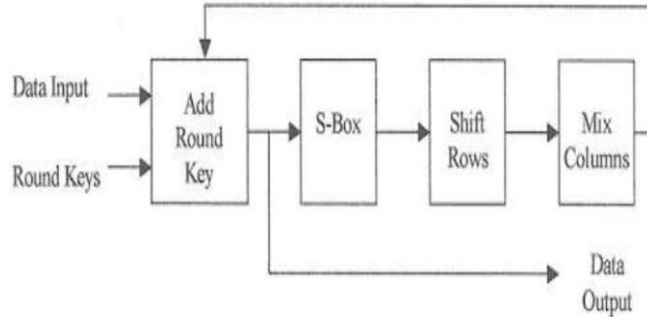 Data Input
Round Keys
Add
Round
Key
S-Box
Shift
Rows
Mix
Columns
Data
Output